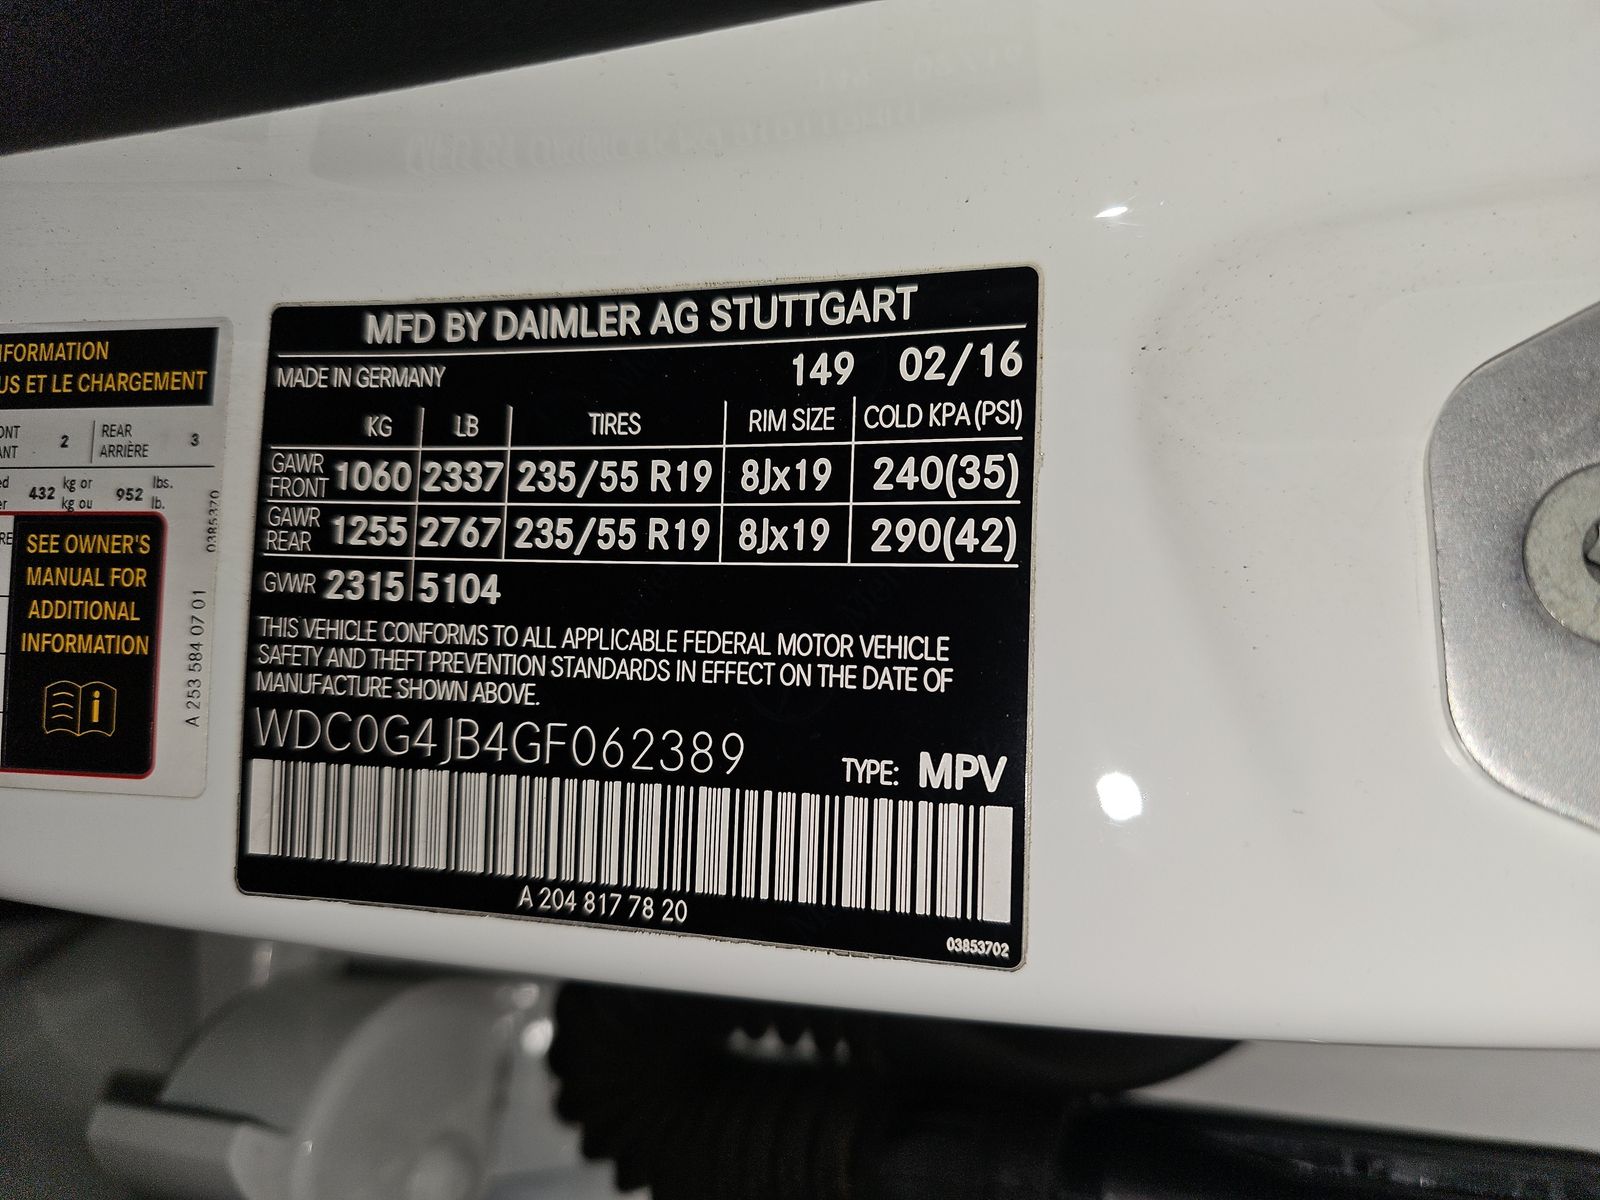 NFORMATION
US ET LE CHARGEMENT
2 REAR 3
ARRIÈRE
432 kg or 952 lbs.
kg ou lb.
SEE OWNER'S
MANUAL FOR
ADDITIONAL
INFORMATION
i
A 253 584 07 01
MFD BY DAIMLER AG STUTTGART
MADE IN GERMANY 149 02/16
KG LB TIRES RIM SIZE COLD KPA (PSI)
GAWR FRONT 1060 2337 235/55 R19 8Jx19 240(35)
GAWR REAR 1255 2767 235/55 R19 8Jx19 290(42)
GVWR 2315 5104
THIS VEHICLE CONFORMS TO ALL APPLICABLE FEDERAL MOTOR VEHICLE
SAFETY AND THEFT PREVENTION STANDARDS IN EFFECT ON THE DATE OF
MANUFACTURE SHOWN ABOVE.
WDC0G4JB4GF062389
TYPE: MPV
A 204 817 78 20
03853702